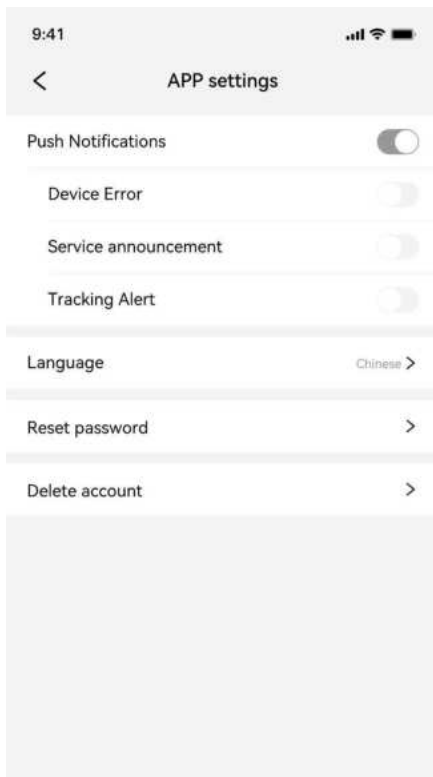 9:41
APP settings
Push Notifications
Device Error
Service announcement
Tracking Alert
Language Chinese
Reset password
Delete account